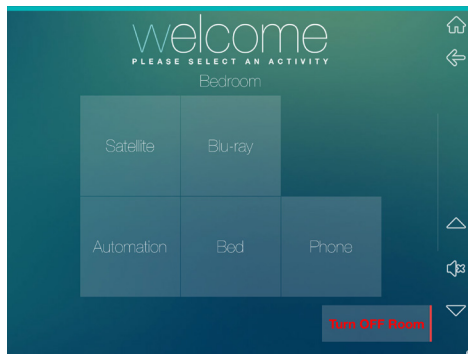 welcome
PLEASE SELECT AN ACTIVITY
Bedroom
Satellite
Blu-ray
Automation
Bed
Phone
Turn OFF Room